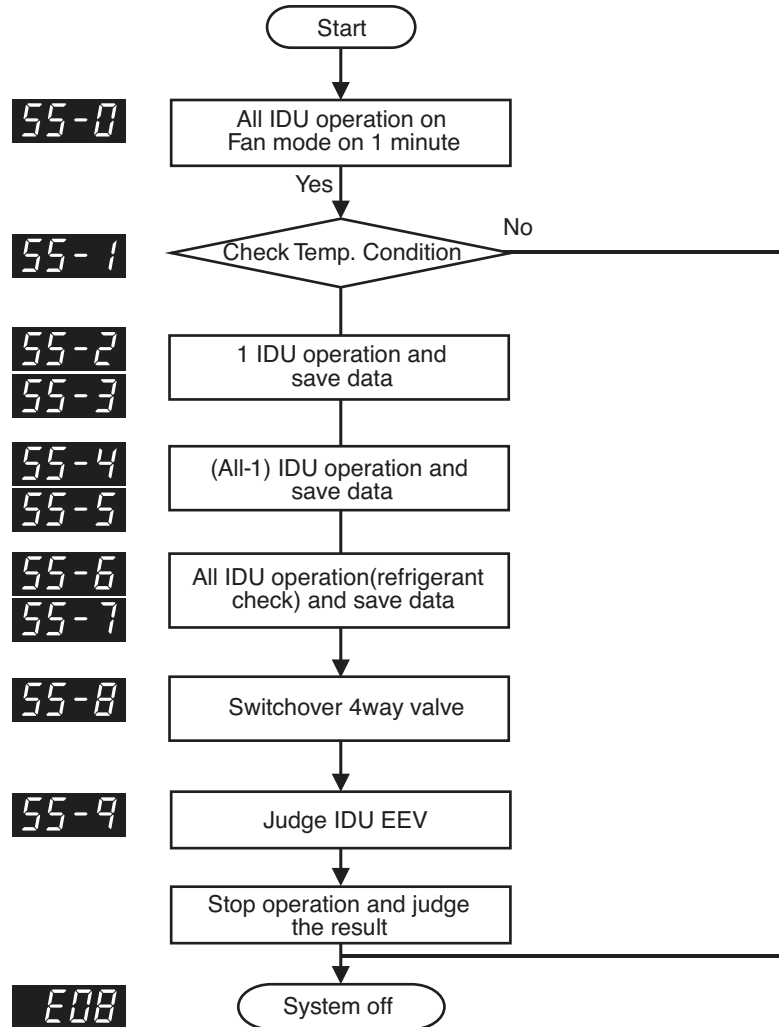 Start
55-0
All IDU operation on
Fan mode on 1 minute
Yes
55-1
Check Temp. Condition
No
55-2
55-3
1 IDU operation and
save data
55-4
55-5
(All-1) IDU operation and
save data
55-6
55-7
All IDU operation(refrigerant
check) and save data
55-8
Switchover 4way valve
55-9
Judge IDU EEV
Stop operation and judge
the result
E08
System off